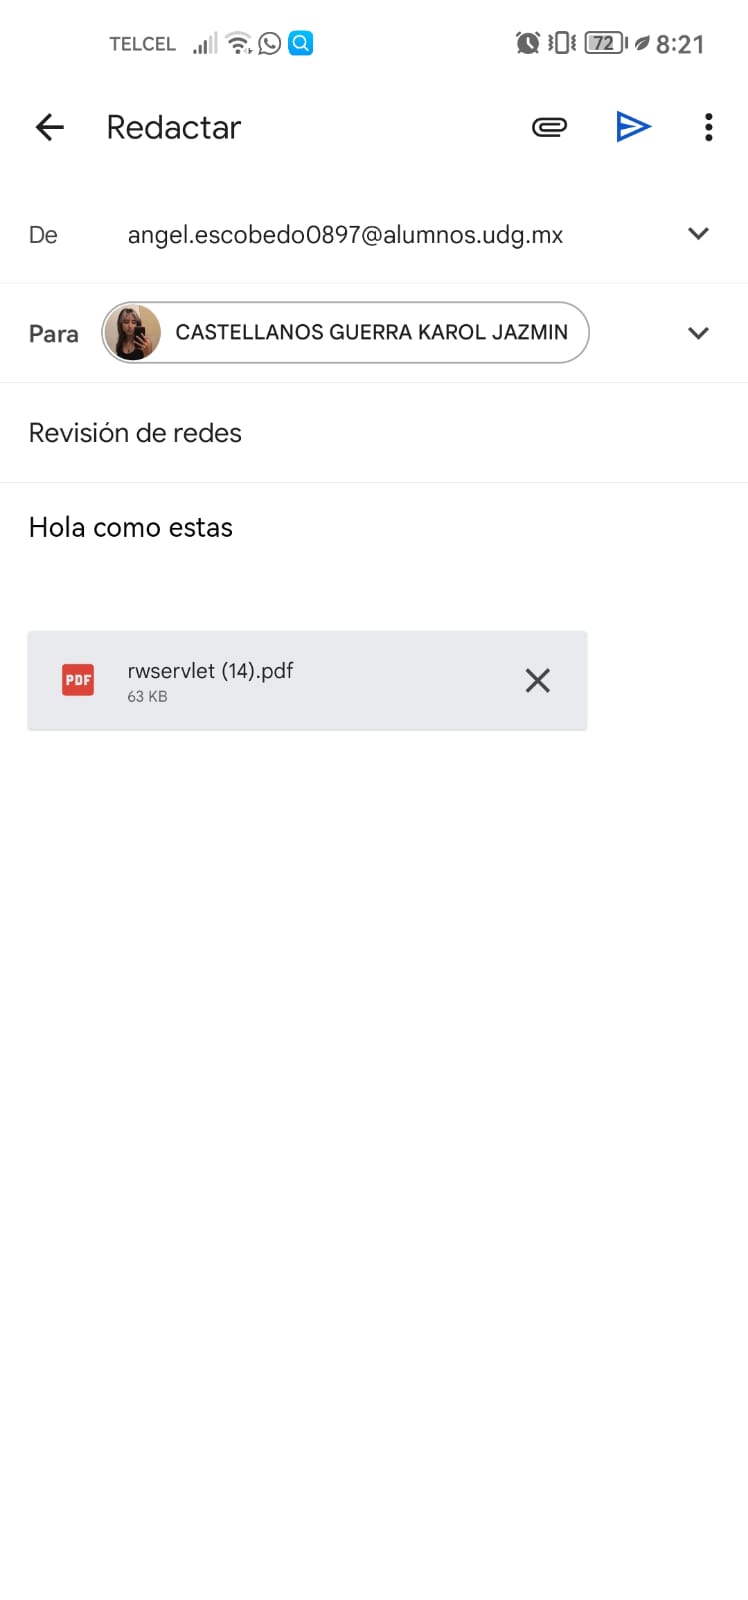 TELCEL 72 8:21
Redactar
De angel.escobedo0897@alumnos.udg.mx
Para CASTELLANOS GUERRA KAROL JAZMIN
Revisión de redes
Hola como estas
PDF rwservlet (14).pdf
63 KB